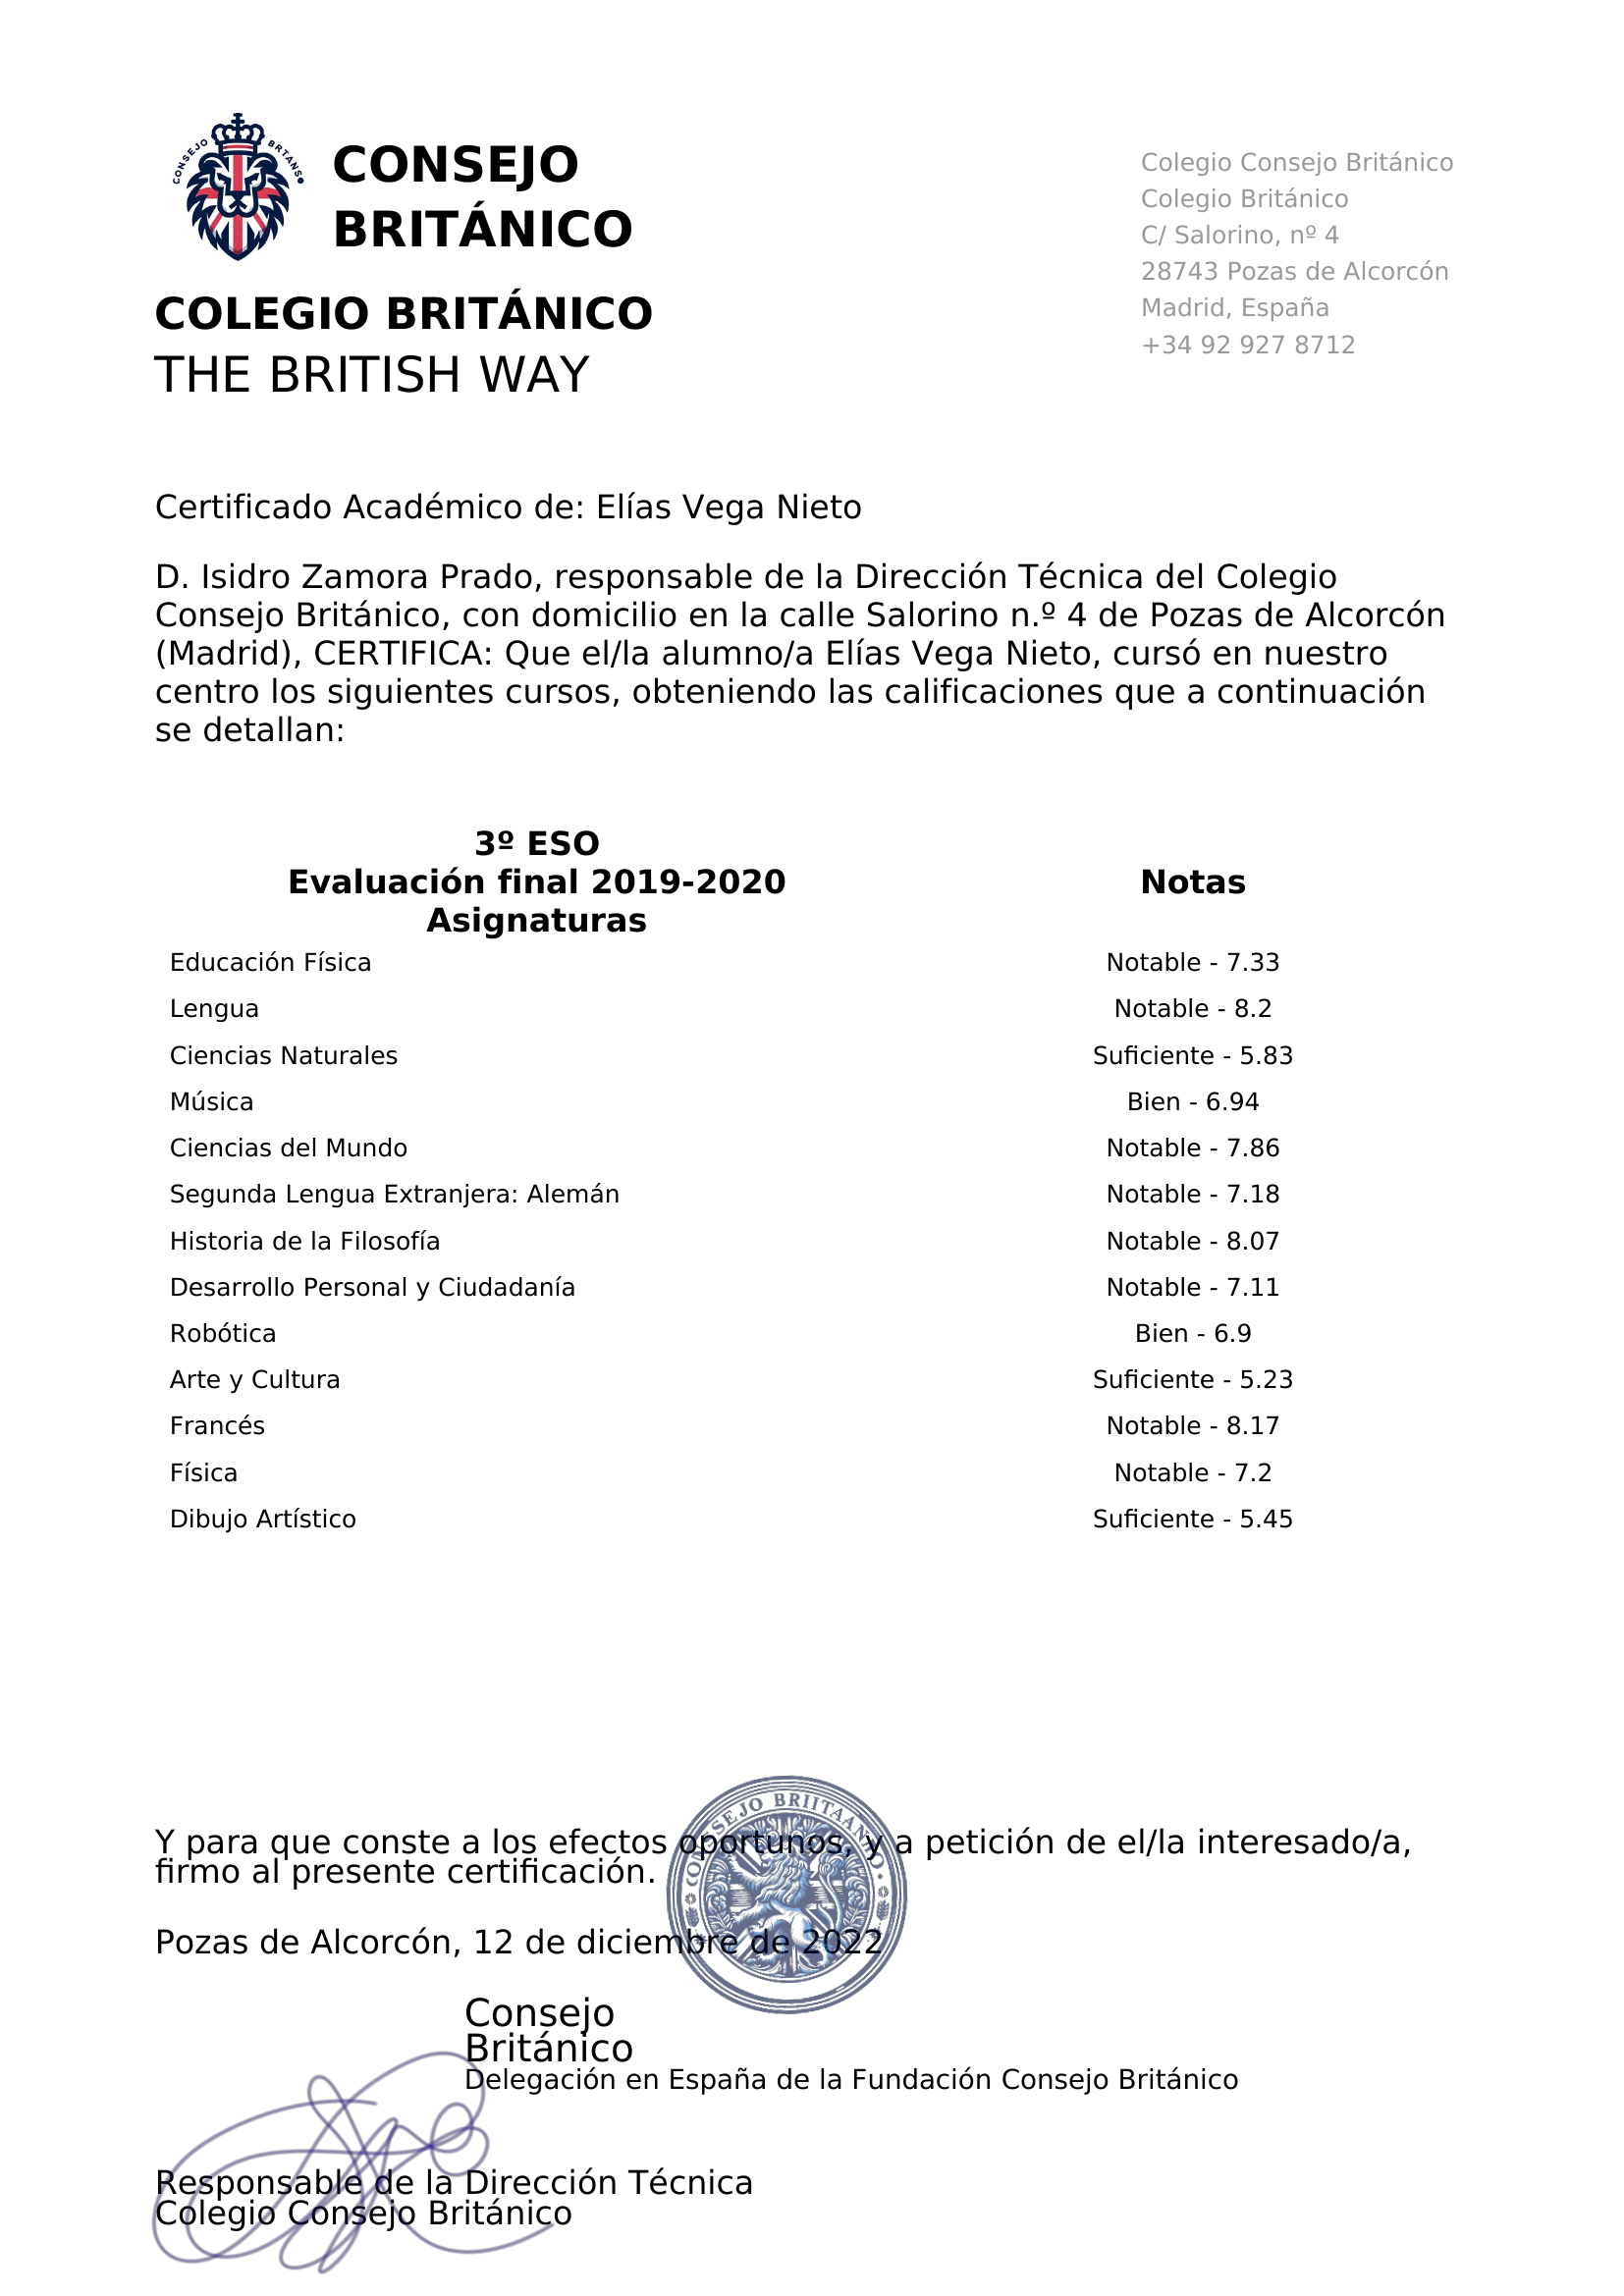 CONSEJO BRTANS
CONSEJO
BRITÁNICO
COLEGIO BRITÁNICO
THE BRITISH WAY
Colegio Consejo Británico
Colegio Británico
C/ Salorino, nº 4
28743 Pozas de Alcorcón
Madrid, España
+34 92 927 8712
Certificado Académico de: Elías Vega Nieto
D. Isidro Zamora Prado, responsable de la Dirección Técnica del Colegio
Consejo Británico, con domicilio en la calle Salorino n.º 4 de Pozas de Alcorcón
(Madrid), CERTIFICA: Que el/la alumno/a Elías Vega Nieto, cursó en nuestro
centro los siguientes cursos, obteniendo las calificaciones que a continuación
se detallan:
3º ESO
Evaluación final 2019-2020 Notas
Asignaturas
Educación Física Notable - 7.33
Lengua Notable - 8.2
Ciencias Naturales Suficiente - 5.83
Música Bien - 6.94
Ciencias del Mundo Notable - 7.86
Segunda Lengua Extranjera: Alemán Notable - 7.18
Historia de la Filosofía Notable - 8.07
Desarrollo Personal y Ciudadanía Notable - 7.11
Robótica Bien - 6.9
Arte y Cultura Suficiente - 5.23
Francés Notable - 8.17
Física Notable - 7.2
Dibujo Artístico Suficiente - 5.45
Y para que conste a los efectos oportunos, y a petición de el/la interesado/a,
firmo al presente certificación.
Pozas de Alcorcón, 12 de diciembre de 2022
Consejo
Británico
Delegación en España de la Fundación Consejo Británico
Responsable de la Dirección Técnica
Colegio Consejo Británico